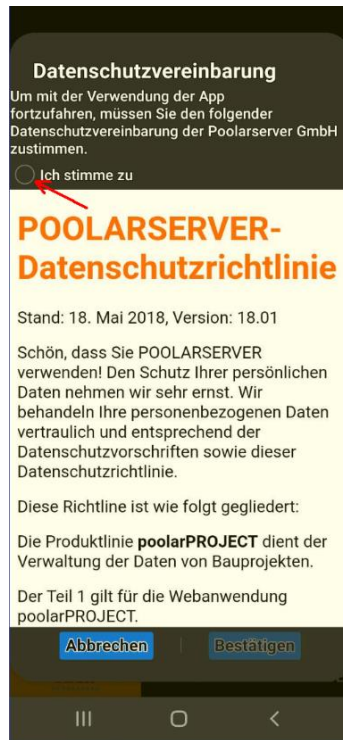 Datenschutzvereinbarung
Um mit der Verwendung der App
fortzufahren, müssen Sie den folgender
Datenschutzvereinbarung der Poolarserver GmbH
zustimmen.
Ich stimme zu
POOLARSERVER-
Datenschutzrichtlinie
Stand: 18. Mai 2018, Version: 18.01
Schön, dass Sie POOLARSERVER
verwenden! Den Schutz Ihrer persönlichen
Daten nehmen wir sehr ernst. Wir
behandeln Ihre personenbezogenen Daten
vertraulich und entsprechend der
Datenschutzvorschriften sowie dieser
Datenschutzrichtlinie.
Diese Richtline ist wie folgt gegliedert:
Die Produktlinie poolarPROJECT dient der
Verwaltung der Daten von Bauprojekten.
Der Teil 1 gilt für die Webanwendung
poolarPROJECT.
Abbrechen
Bestätigen